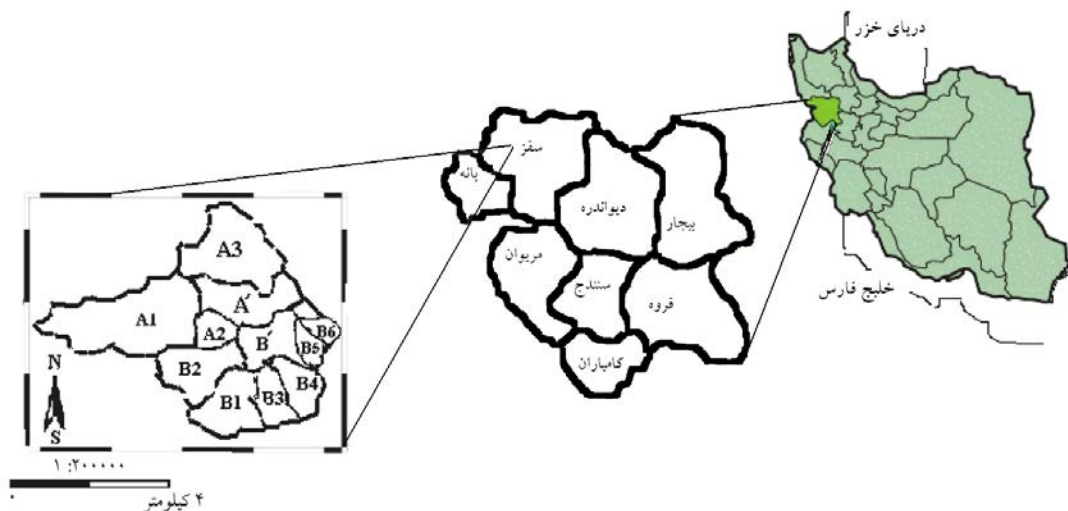 دریای خزر
خلیج فارس
سقز
بانه
دیواندره
بیجار
مریوان
سنندج
قروه
کامیاران
A3
A'
A1
A2
B'
B6
B5
B2
B4
B1
B3
N
S
۱ :۲۰۰۰۰۰
۰
۴ کیلومتر